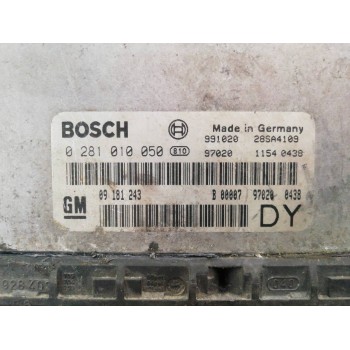 BOSCH Made in Germany
991020 28SA4109
0 281 010 050 E10 97020 1154 0438
GM 09 181 243 B 00007 97020 0438
DY